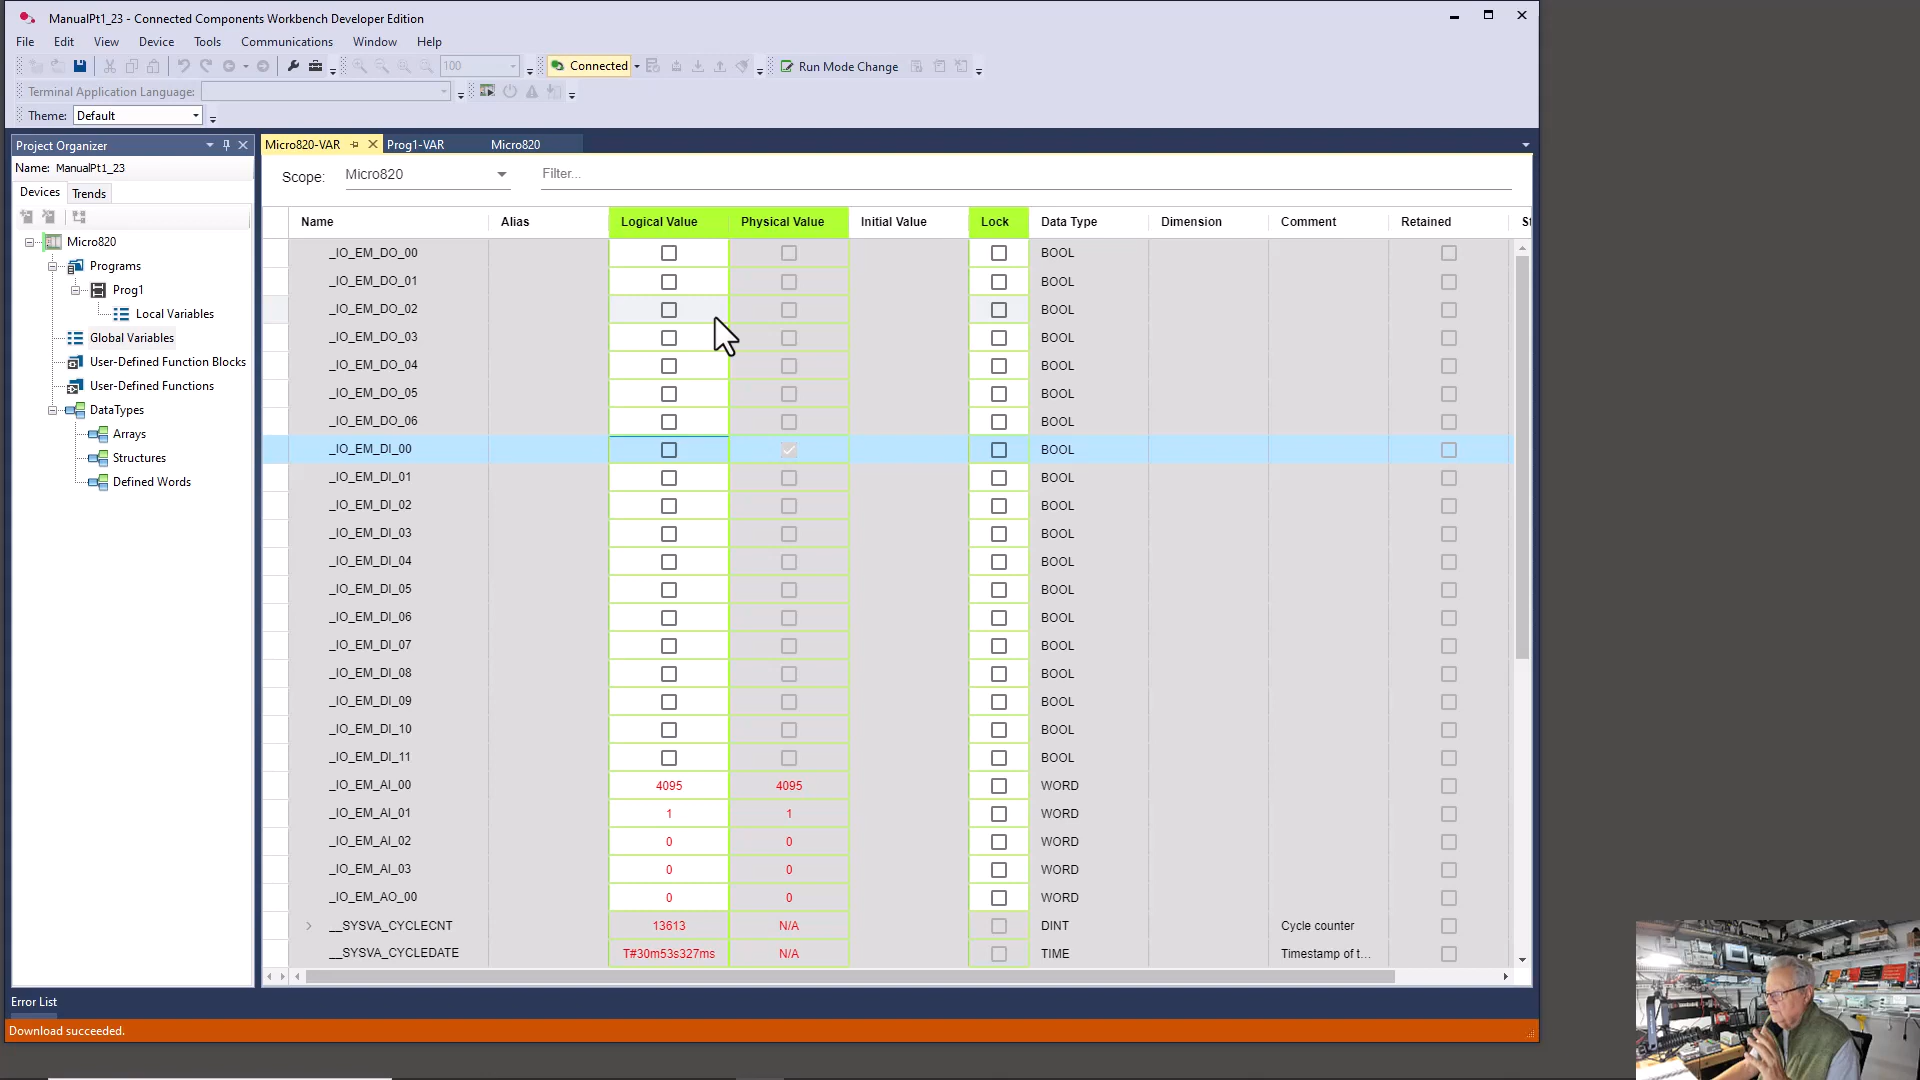 ManualPt1_23 - Connected Components Workbench Developer Edition
File Edit View Device Tools Communications Window Help
100 Connected Run Mode Change
Terminal Application Language:
Theme: Default
Project Organizer
Name: ManualPt1_23
Devices Trends
Micro820
Programs
Prog1
Local Variables
Global Variables
User-Defined Function Blocks
User-Defined Functions
DataTypes
Arrays
Structures
Defined Words
Micro820-VAR Prog1-VAR Micro820
Scope: Micro820 Filter...
Name Alias Logical Value Physical Value Initial Value Lock Data Type Dimension Comment Retained St
_IO_EM_DO_00 BOOL
_IO_EM_DO_01 BOOL
_IO_EM_DO_02 BOOL
_IO_EM_DO_03 BOOL
_IO_EM_DO_04 BOOL
_IO_EM_DO_05 BOOL
_IO_EM_DO_06 BOOL
_IO_EM_DI_00 BOOL
_IO_EM_DI_01 BOOL
_IO_EM_DI_02 BOOL
_IO_EM_DI_03 BOOL
_IO_EM_DI_04 BOOL
_IO_EM_DI_05 BOOL
_IO_EM_DI_06 BOOL
_IO_EM_DI_07 BOOL
_IO_EM_DI_08 BOOL
_IO_EM_DI_09 BOOL
_IO_EM_DI_10 BOOL
_IO_EM_DI_11 BOOL
_IO_EM_AI_00 4095 4095 WORD
_IO_EM_AI_01 1 1 WORD
_IO_EM_AI_02 0 0 WORD
_IO_EM_AI_03 0 0 WORD
_IO_EM_AO_00 0 0 WORD
__SYSVA_CYCLECNT 13613 N/A DINT Cycle counter
__SYSVA_CYCLEDATE T#30m53s327ms N/A TIME Timestamp of t...
Error List
Download succeeded.